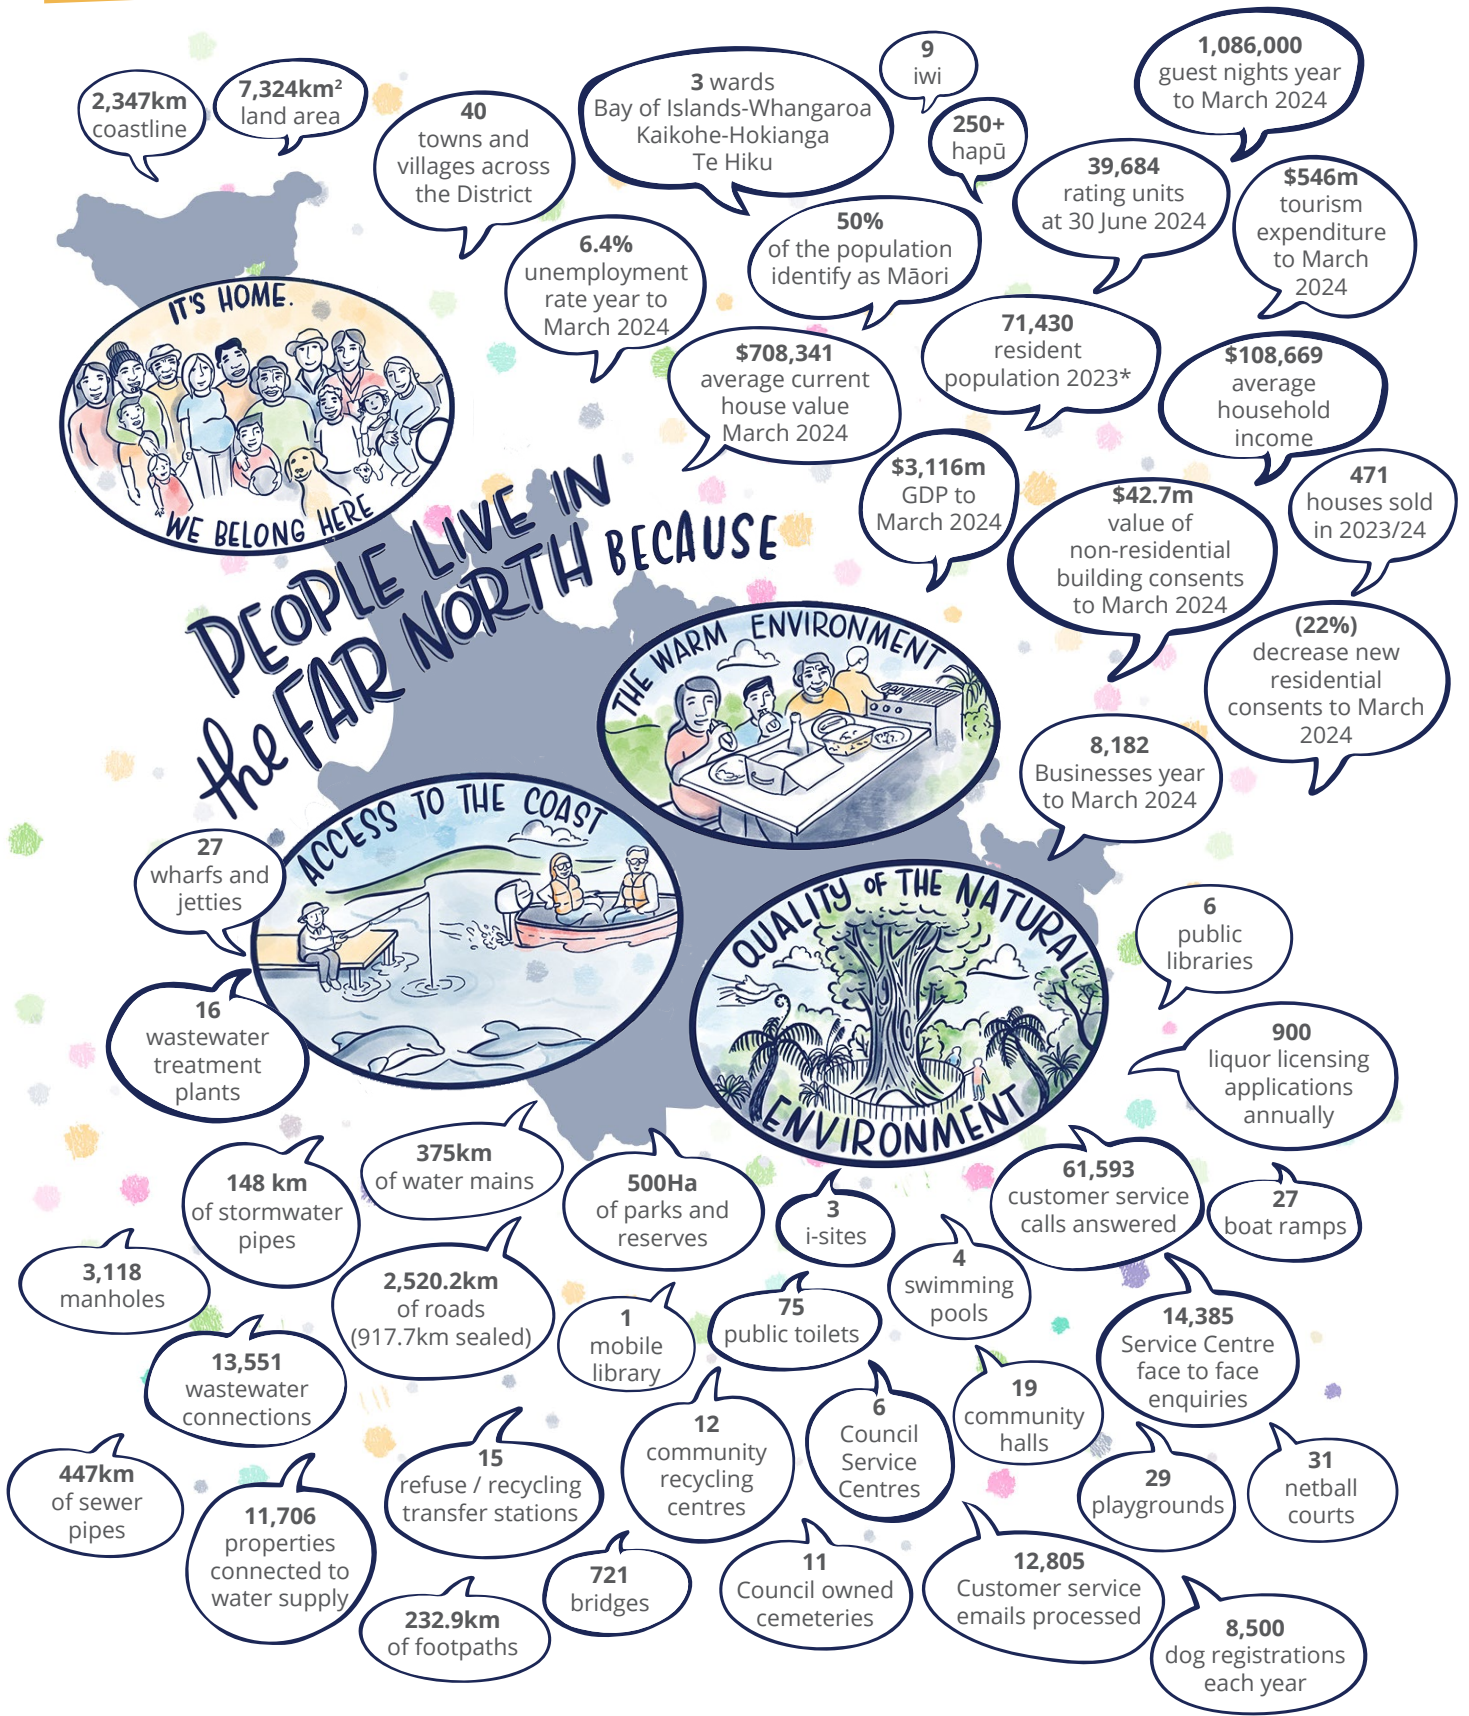 2,347km
coastline
7,324km²
land area
40
towns and
villages across
the District
3 wards
Bay of Islands-Whangaroa
Kaikohe-Hokianga
Te Hiku
9
iwi
250+
hapū
1,086,000
guest nights year
to March 2024
39,684
rating units
at 30 June 2024
$546m
tourism
expenditure
to March
2024
6.4%
unemployment
rate year to
March 2024
50%
of the population
identify as Māori
71,430
resident
population 2023*
$708,341
average current
house value
March 2024
$108,669
average
household
income
$3,116m
GDP to
March 2024
$42.7m
value of
non-residential
building consents
to March 2024
471
houses sold
in 2023/24
(22%)
decrease new
residential
consents to March
2024
8,182
Businesses year
to March 2024
IT'S HOME.
WE BELONG HERE
PEOPLE LIVE IN
the FAR NORTH BECAUSE
THE WARM ENVIRONMENT
ACCESS TO THE COAST
QUALITY OF THE NATURAL
ENVIRONMENT
27
wharfs and
jetties
16
wastewater
treatment
plants
6
public
libraries
900
liquor licensing
applications
annually
148 km
of stormwater
pipes
375km
of water mains
500Ha
of parks and
reserves
3
i-sites
61,593
customer service
calls answered
27
boat ramps
3,118
manholes
2,520.2km
of roads
(917.7km sealed)
1
mobile
library
75
public toilets
4
swimming
pools
14,385
Service Centre
face to face
enquiries
13,551
wastewater
connections
12
community
recycling
centres
6
Council
Service
Centres
19
community
halls
447km
of sewer
pipes
11,706
properties
connected to
water supply
15
refuse / recycling
transfer stations
29
playgrounds
31
netball
courts
232.9km
of footpaths
721
bridges
11
Council owned
cemeteries
12,805
Customer service
emails processed
8,500
dog registrations
each year